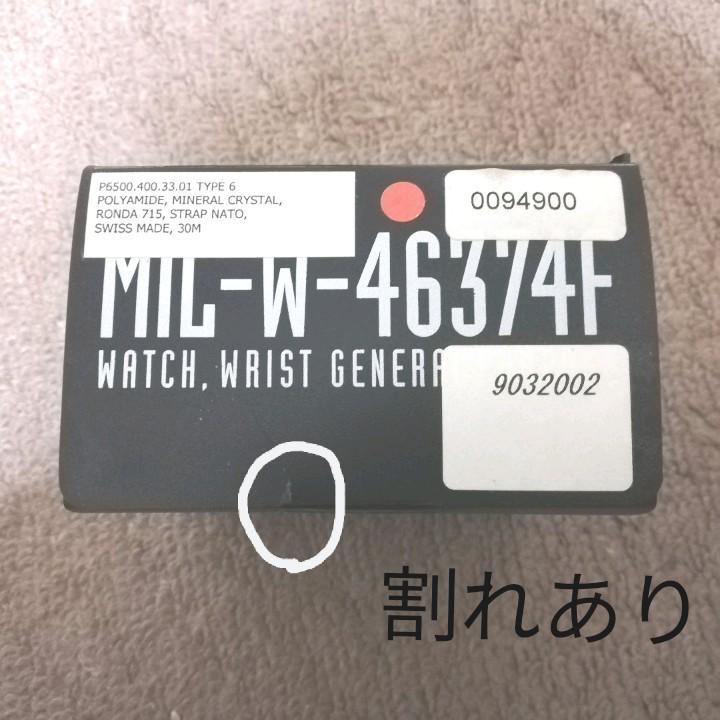 P6500.400.33.01 TYPE 6
POLYAMIDE, MINERAL CRYSTAL,
RONDA 715, STRAP NATO,
SWISS MADE, 30M
0094900
MIL-W-46374F
WATCH, WRIST GENERA
9032002
割れあり